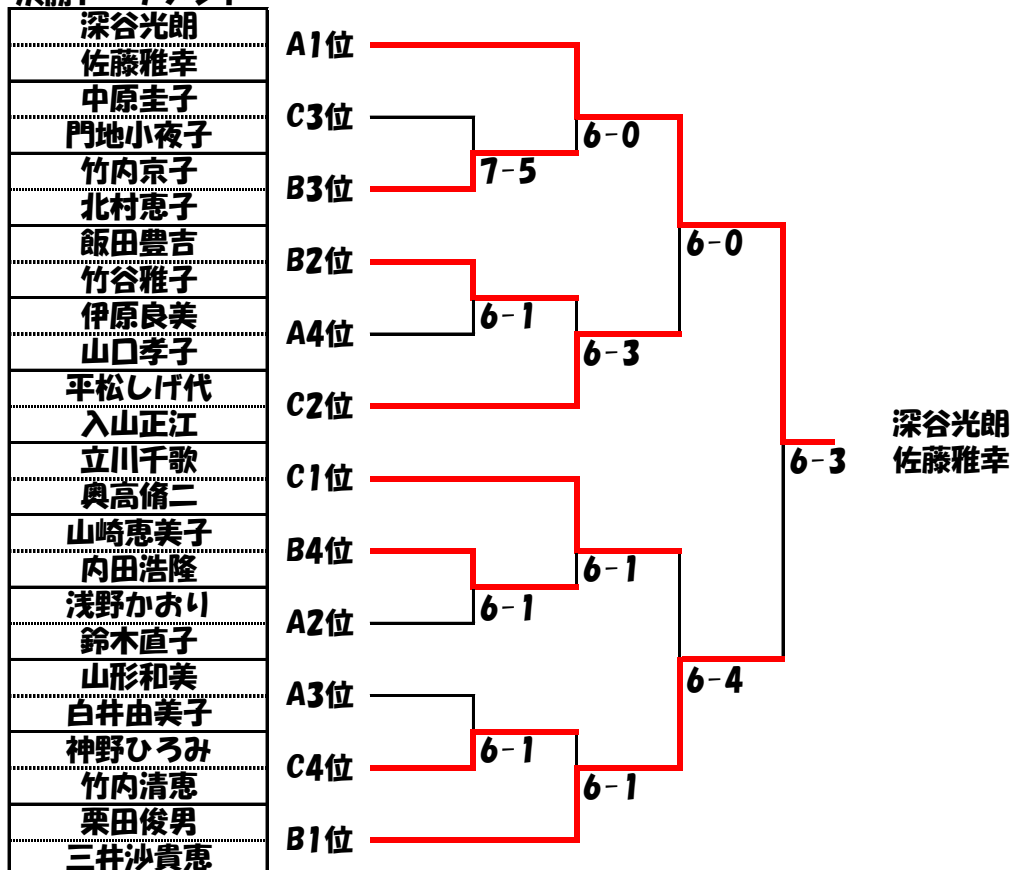 深谷光朗
佐藤雅幸
A1位
中原圭子
門地小夜子
C3位
6-0
竹内京子
北村恵子
B3位
7-5
飯田豊吉
竹谷雅子
B2位
6-0
伊原良美
山口孝子
A4位
6-1
6-3
平松しげ代
入山正江
C2位
深谷光朗
佐藤雅幸
6-3
立川千歌
奥高脩二
C1位
山崎恵美子
内田浩隆
B4位
6-1
浅野かおり
鈴木直子
A2位
6-1
山形和美
白井由美子
A3位
6-4
神野ひろみ
竹内清恵
C4位
6-1
6-1
栗田俊男
三井沙貴恵
B1位